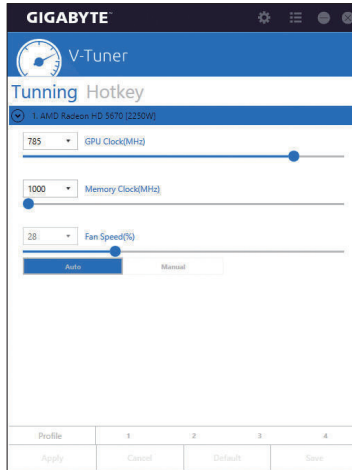 GIGABYTE™
V-Tuner
Tunning Hotkey
1. AMD Radeon HD 5670 [2250W]
785 GPU Clock(MHz)
1000 Memory Clock(MHz)
28 Fan Speed(%)
Auto Manual
Profile 1 2 3 4
Apply Cancel Default Save